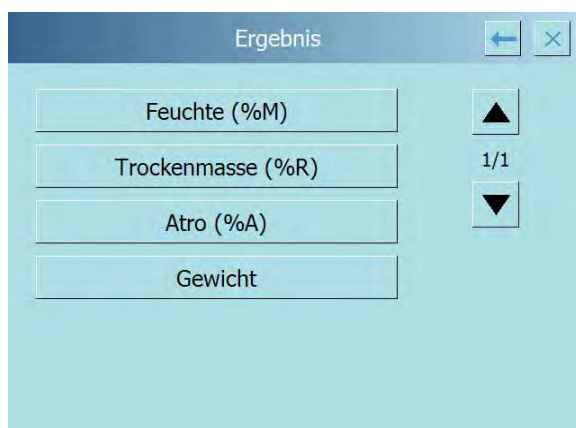 Ergebnis
Feuchte (%M)
Trockenmasse (%R)
1/1
Atro (%A)
Gewicht